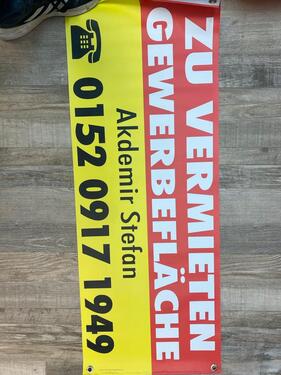 ZU VERMIETEN
GEWERBEFLÄCHE
Akdemir Stefan
0152 0917 1949